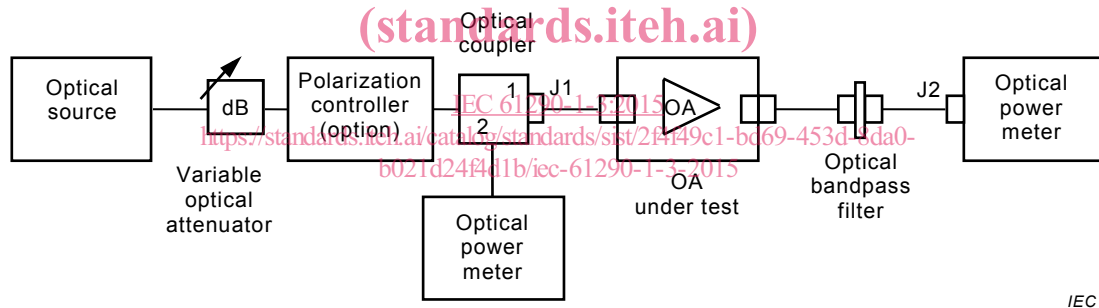 (standards.iteh.ai)
Optical
coupler
Optical
source
dB
Polarization
controller
(option)
1
2
J1
OA
J2
Optical
power
meter
IEC 61290-1-3:2015
https://standards.iteh.ai/catalog/standards/sist/2f4f49c1-bd69-453d-8da0-
b021d24f4d1b/iec-61290-1-3-2015
Variable
optical
attenuator
Optical
power
meter
OA
under test
Optical
bandpass
filter
IEC